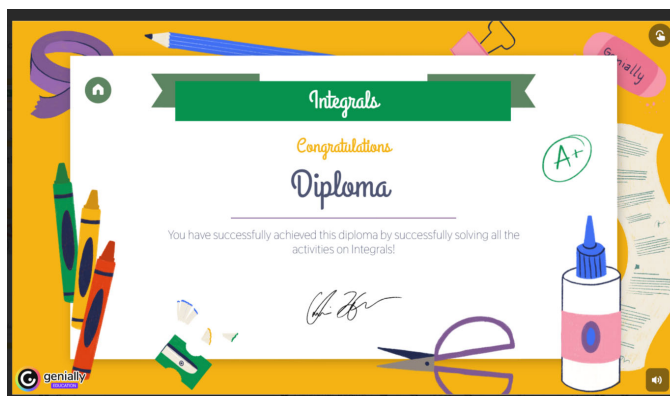 Genially
Integrals
Congratulations
A+
Diploma
You have successfully achieved this diploma by successfully solving all the
activities on Integrals!
genially
EDUCATION